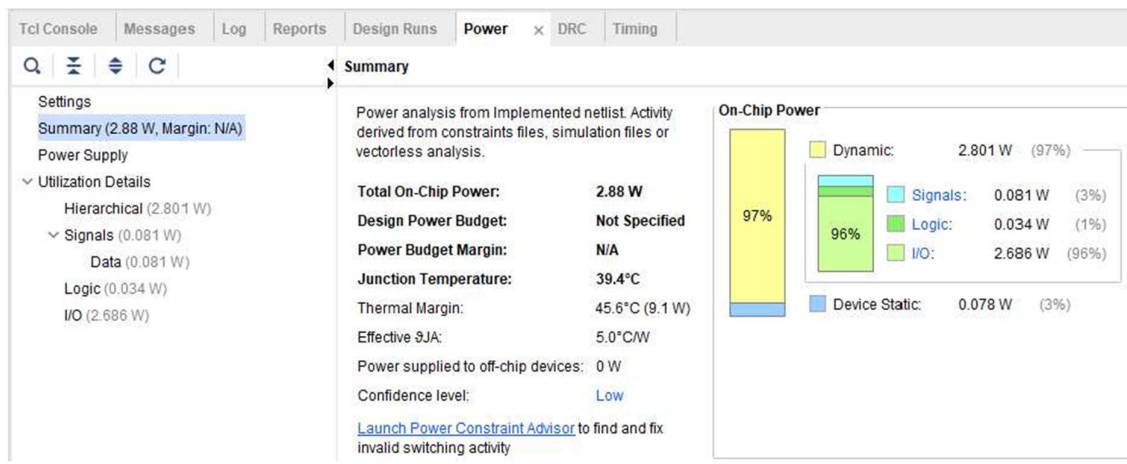 Tcl Console Messages Log Reports Design Runs Power × DRC Timing
Summary
Settings
Summary (2.88 W, Margin: N/A)
Power Supply
Utilization Details
Hierarchical (2.801 W)
Signals (0.081 W)
Data (0.081 W)
Logic (0.034 W)
I/O (2.686 W)
Power analysis from Implemented netlist. Activity
derived from constraints files, simulation files or
vectorless analysis.
Total On-Chip Power: 2.88 W
Design Power Budget: Not Specified
Power Budget Margin: N/A
Junction Temperature: 39.4°C
Thermal Margin: 45.6°C (9.1 W)
Effective ϑJA: 5.0°C/W
Power supplied to off-chip devices: 0 W
Confidence level: Low
Launch Power Constraint Advisor to find and fix
invalid switching activity
On-Chip Power
97%
Dynamic: 2.801 W (97%)
96%
Signals: 0.081 W (3%)
Logic: 0.034 W (1%)
I/O: 2.686 W (96%)
Device Static: 0.078 W (3%)